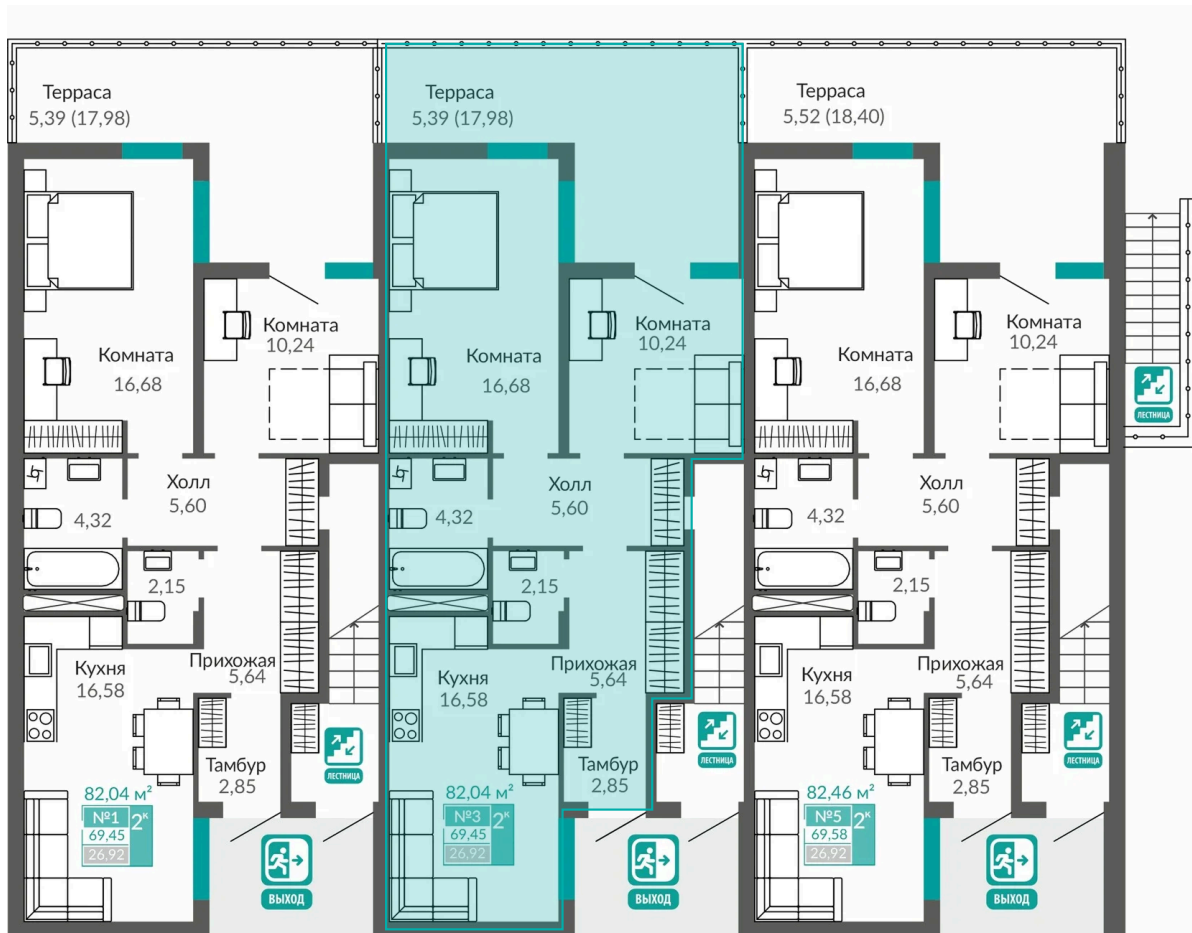 Терраса
5,39 (17,98)
Терраса
5,39 (17,98)
Терраса
5,52 (18,40)
Комната
10,24
Комната
16,68
Комната
10,24
Комната
16,68
Комната
10,24
Комната
16,68
ЛЕСТНИЦА
Холл
5,60
4,32
2,15
Холл
5,60
4,32
2,15
Холл
5,60
4,32
2,15
Кухня
16,58
Прихожая
5,64
Кухня
16,58
Прихожая
5,64
Кухня
16,58
Прихожая
5,64
ЛЕСТНИЦА
ЛЕСТНИЦА
ЛЕСТНИЦА
Тамбур
2,85
Тамбур
2,85
Тамбур
2,85
82,04 м²
№1
69,45
26,92
2к
82,04 м²
№3
69,45
26,92
2к
82,46 м²
№5
69,58
26,92
2к
ВЫХОД
ВЫХОД
ВЫХОД